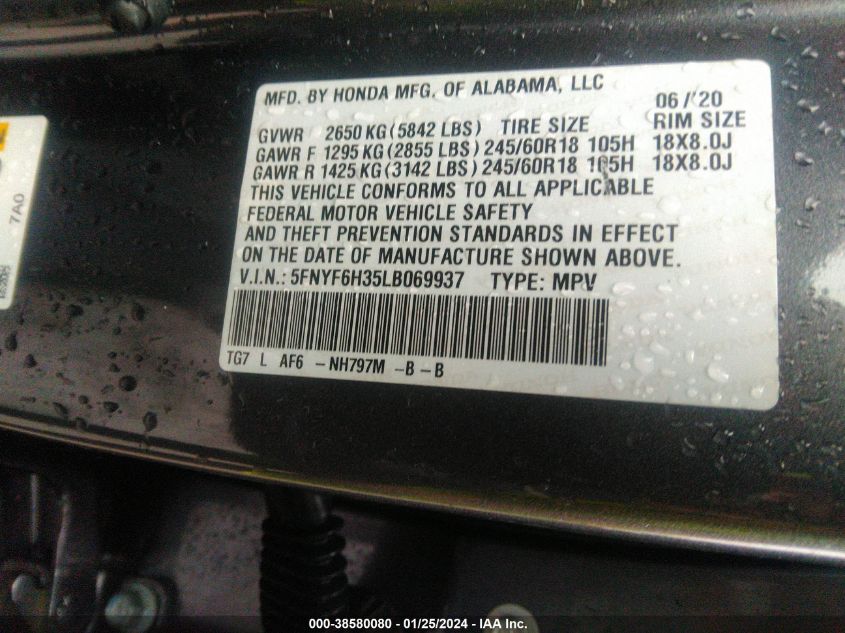 MFD. BY HONDA MFG. OF ALABAMA, LLC 06/'20
GVWR 2650 KG (5842 LBS) TIRE SIZE RIM SIZE
GAWR F 1295 KG (2855 LBS) 245/60R18 105H 18X8.0J
GAWR R 1425 KG (3142 LBS) 245/60R18 105H 18X8.0J
THIS VEHICLE CONFORMS TO ALL APPLICABLE
FEDERAL MOTOR VEHICLE SAFETY
AND THEFT PREVENTION STANDARDS IN EFFECT
ON THE DATE OF MANUFACTURE SHOWN ABOVE.
V.I.N.: 5FNYF6H35LB069937 TYPE: MPV
TG7 L AF6 -NH797M -B -B
7A0
000-38580080 - 01/25/2024 - IAA Inc.